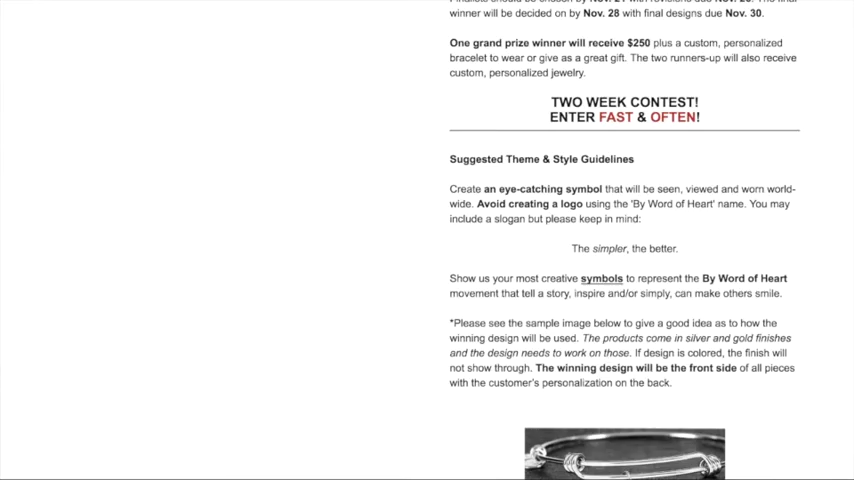 winner will be decided on by Nov. 28 with final designs due Nov. 30.
One grand prize winner will receive $250 plus a custom, personalized
bracelet to wear or give as a great gift. The two runners-up will also receive
custom, personalized jewelry.
TWO WEEK CONTEST!
ENTER FAST & OFTEN!
Suggested Theme & Style Guidelines
Create an eye-catching symbol that will be seen, viewed and worn world-
wide. Avoid creating a logo using the 'By Word of Heart' name. You may
include a slogan but please keep in mind:
The simpler, the better.
Show us your most creative symbols to represent the By Word of Heart
movement that tell a story, inspire and/or simply, can make others smile.
*Please see the sample image below to give a good idea as to how the
winning design will be used. The products come in silver and gold finishes
and the design needs to work on those. If design is colored, the finish will
not show through. The winning design will be the front side of all pieces
with the customer's personalization on the back.